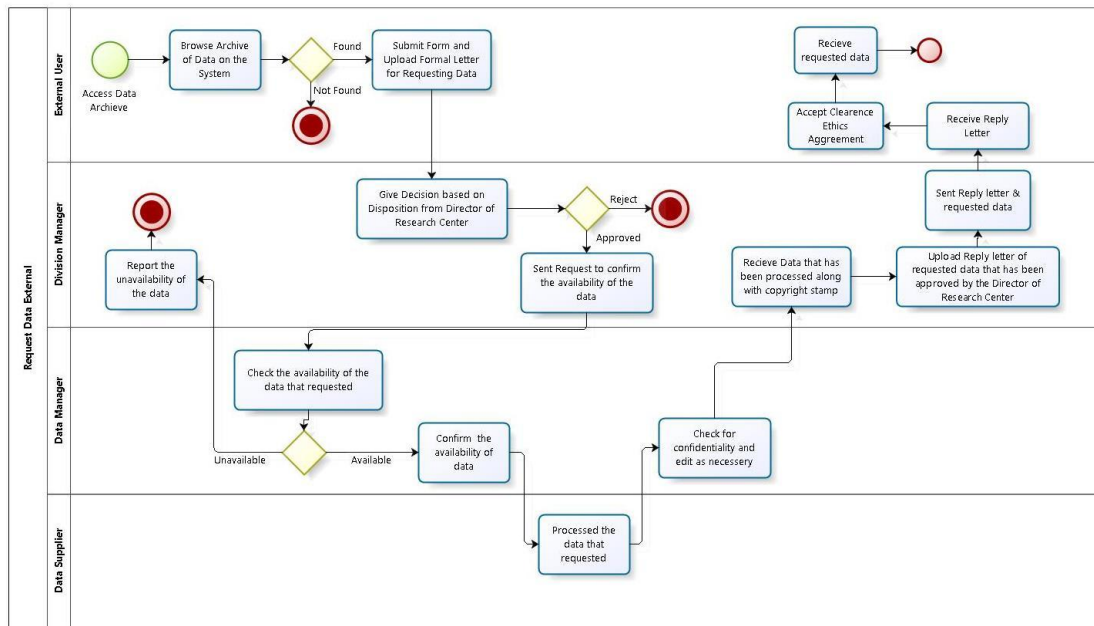 Request Data External
External User
Access Data
Archieve
Browse Archive
of Data on the
System
Found
Not Found
Submit Form and
Upload Formal Letter
for Requesting Data
Recieve
requested data
Accept Clearence
Ethics
Aggreement
Receive Reply
Letter
Division Manager
Report the
unavailability of
the data
Give Decision based on
Disposition from Director of
Research Center
Reject
Approved
Sent Request to confirm
the availability of the
data
Recieve Data that has
been processed along
with copyright stamp
Sent Reply letter &
requested data
Upload Reply letter of
requested data that has been
approved by the Director of
Research Center
Data Manager
Check the availability of the
data that requested
Unavailable
Available
Confirm the
availability of
data
Check for
confidentiality and
edit as necessery
Data Supplier
Processed the
data that
requested